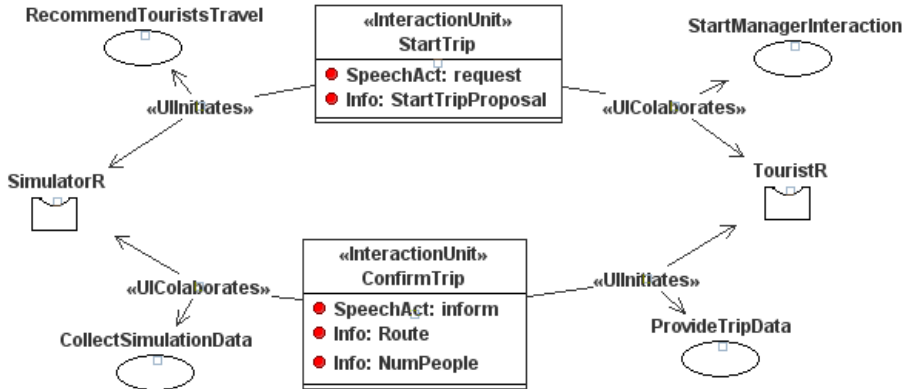 RecommendTouristsTravel
«InteractionUnit»
StartTrip
SpeechAct: request
Info: StartTripProposal
StartManagerInteraction
«UIInitiates»
«UIColaborates»
SimulatorR
TouristR
«InteractionUnit»
ConfirmTrip
SpeechAct: inform
Info: Route
Info: NumPeople
«UIColaborates»
«UIInitiates»
CollectSimulationData
ProvideTripData